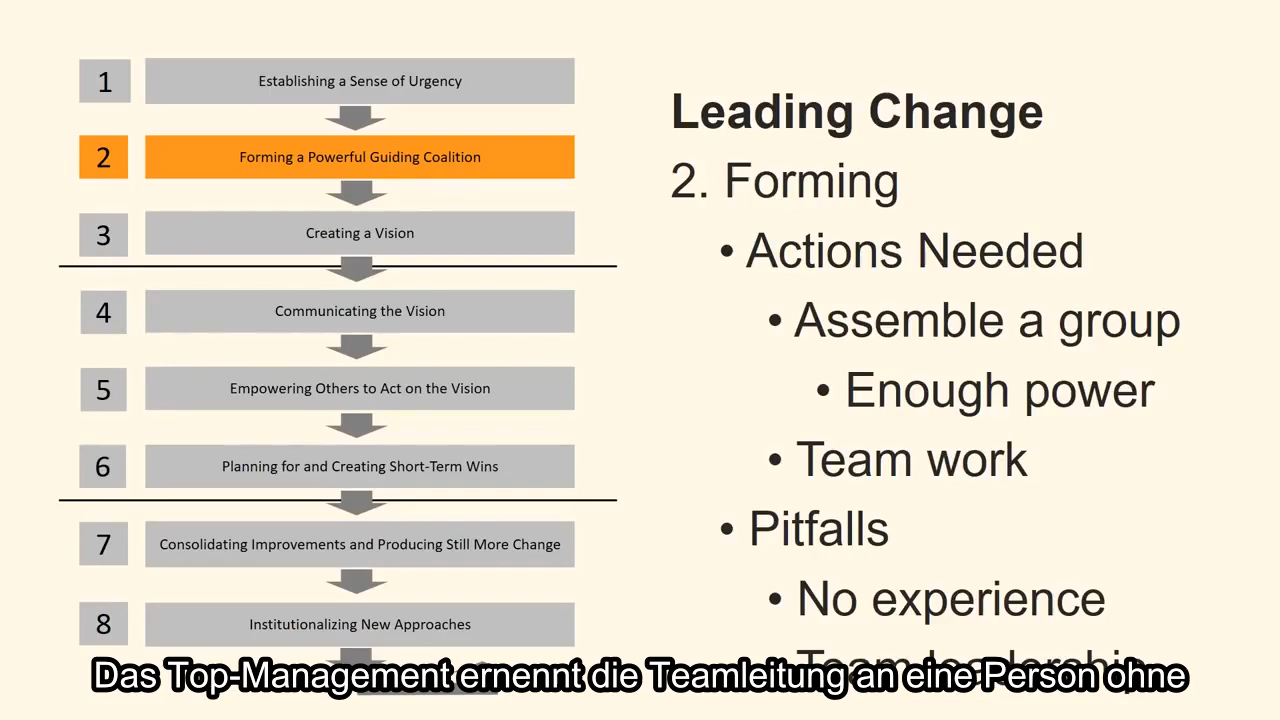 1 Establishing a Sense of Urgency
2 Forming a Powerful Guiding Coalition
3 Creating a Vision
4 Communicating the Vision
5 Empowering Others to Act on the Vision
6 Planning for and Creating Short-Term Wins
7 Consolidating Improvements and Producing Still More Change
8 Institutionalizing New Approaches
Leading Change
2. Forming
• Actions Needed
• Assemble a group
• Enough power
• Team work
• Pitfalls
• No experience
• Team leadership
Das Top-Management ernennt die Teamleitung an eine Person ohne